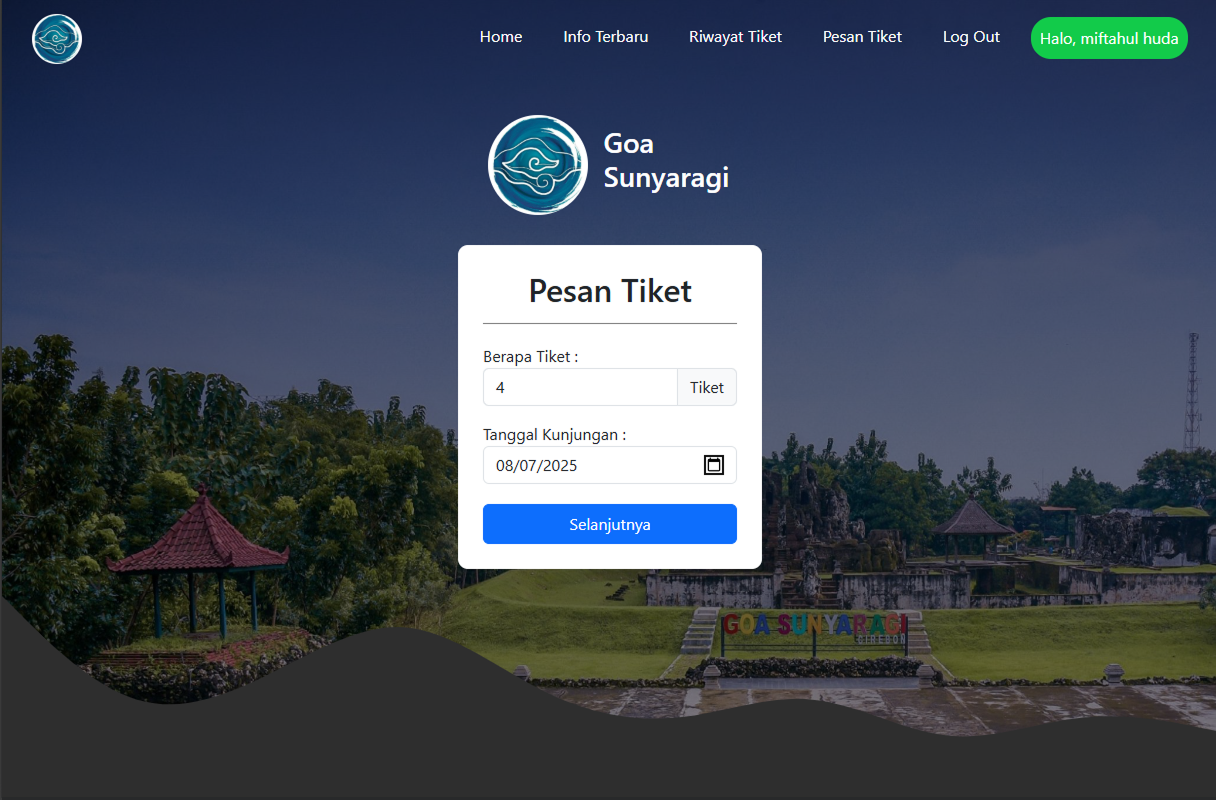 Home
Info Terbaru
Riwayat Tiket
Pesan Tiket
Log Out
Halo, miftahul huda
Goa
Sunyaragi
Pesan Tiket
Berapa Tiket :
4
Tiket
Tanggal Kunjungan :
08/07/2025
Selanjutnya
GOA SUNYARAGI